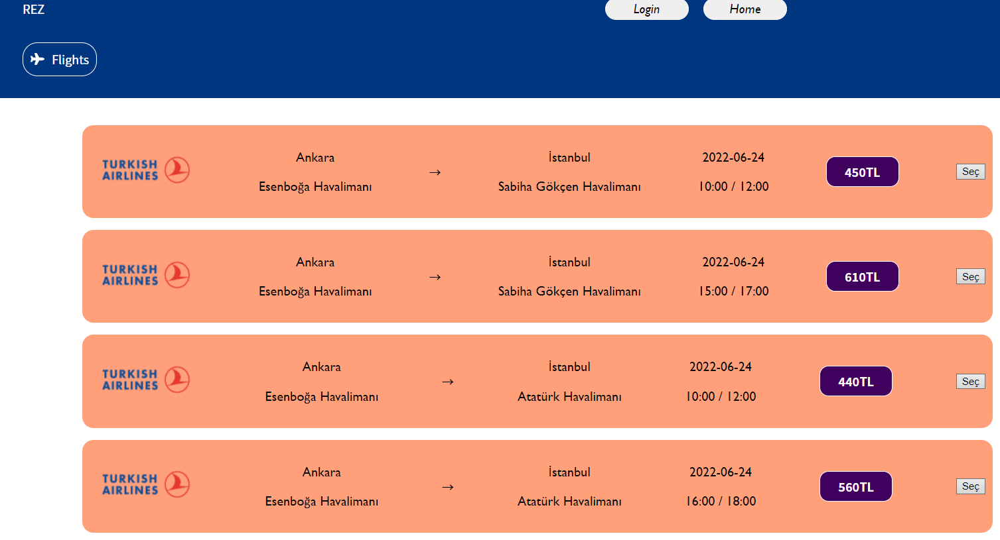 REZ
Login
Home
Flights
TURKISH
AIRLINES
Ankara
Esenboğa Havalimanı
→
İstanbul
Sabiha Gökçen Havalimanı
2022-06-24
10:00 / 12:00
450TL
Seç
TURKISH
AIRLINES
Ankara
Esenboğa Havalimanı
→
İstanbul
Sabiha Gökçen Havalimanı
2022-06-24
15:00 / 17:00
610TL
Seç
TURKISH
AIRLINES
Ankara
Esenboğa Havalimanı
→
İstanbul
Atatürk Havalimanı
2022-06-24
10:00 / 12:00
440TL
Seç
TURKISH
AIRLINES
Ankara
Esenboğa Havalimanı
→
İstanbul
Atatürk Havalimanı
2022-06-24
16:00 / 18:00
560TL
Seç